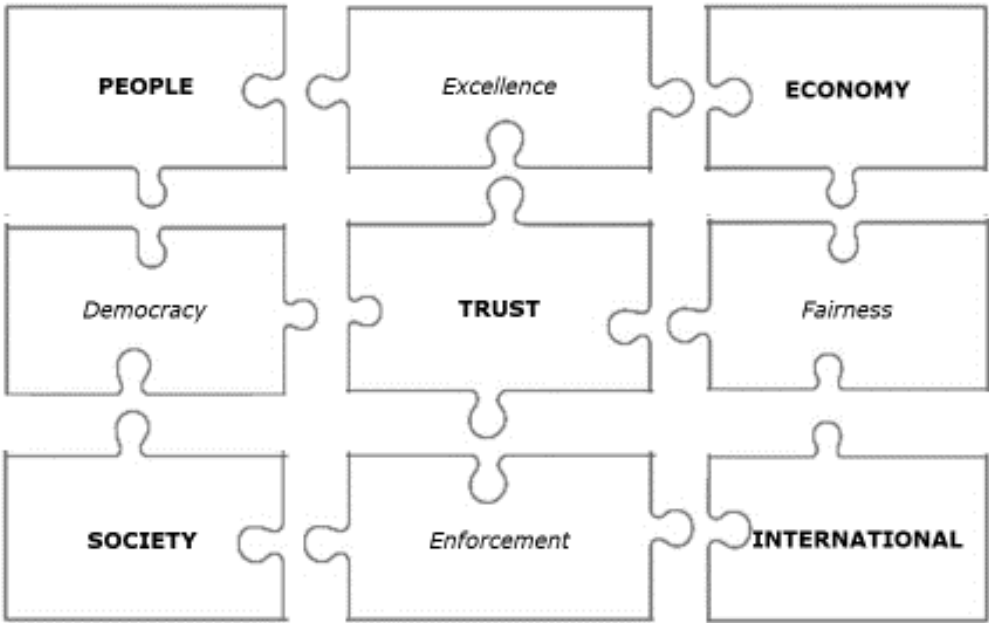 PEOPLE
Excellence
ECONOMY
Democracy
TRUST
Fairness
SOCIETY
Enforcement
INTERNATIONAL